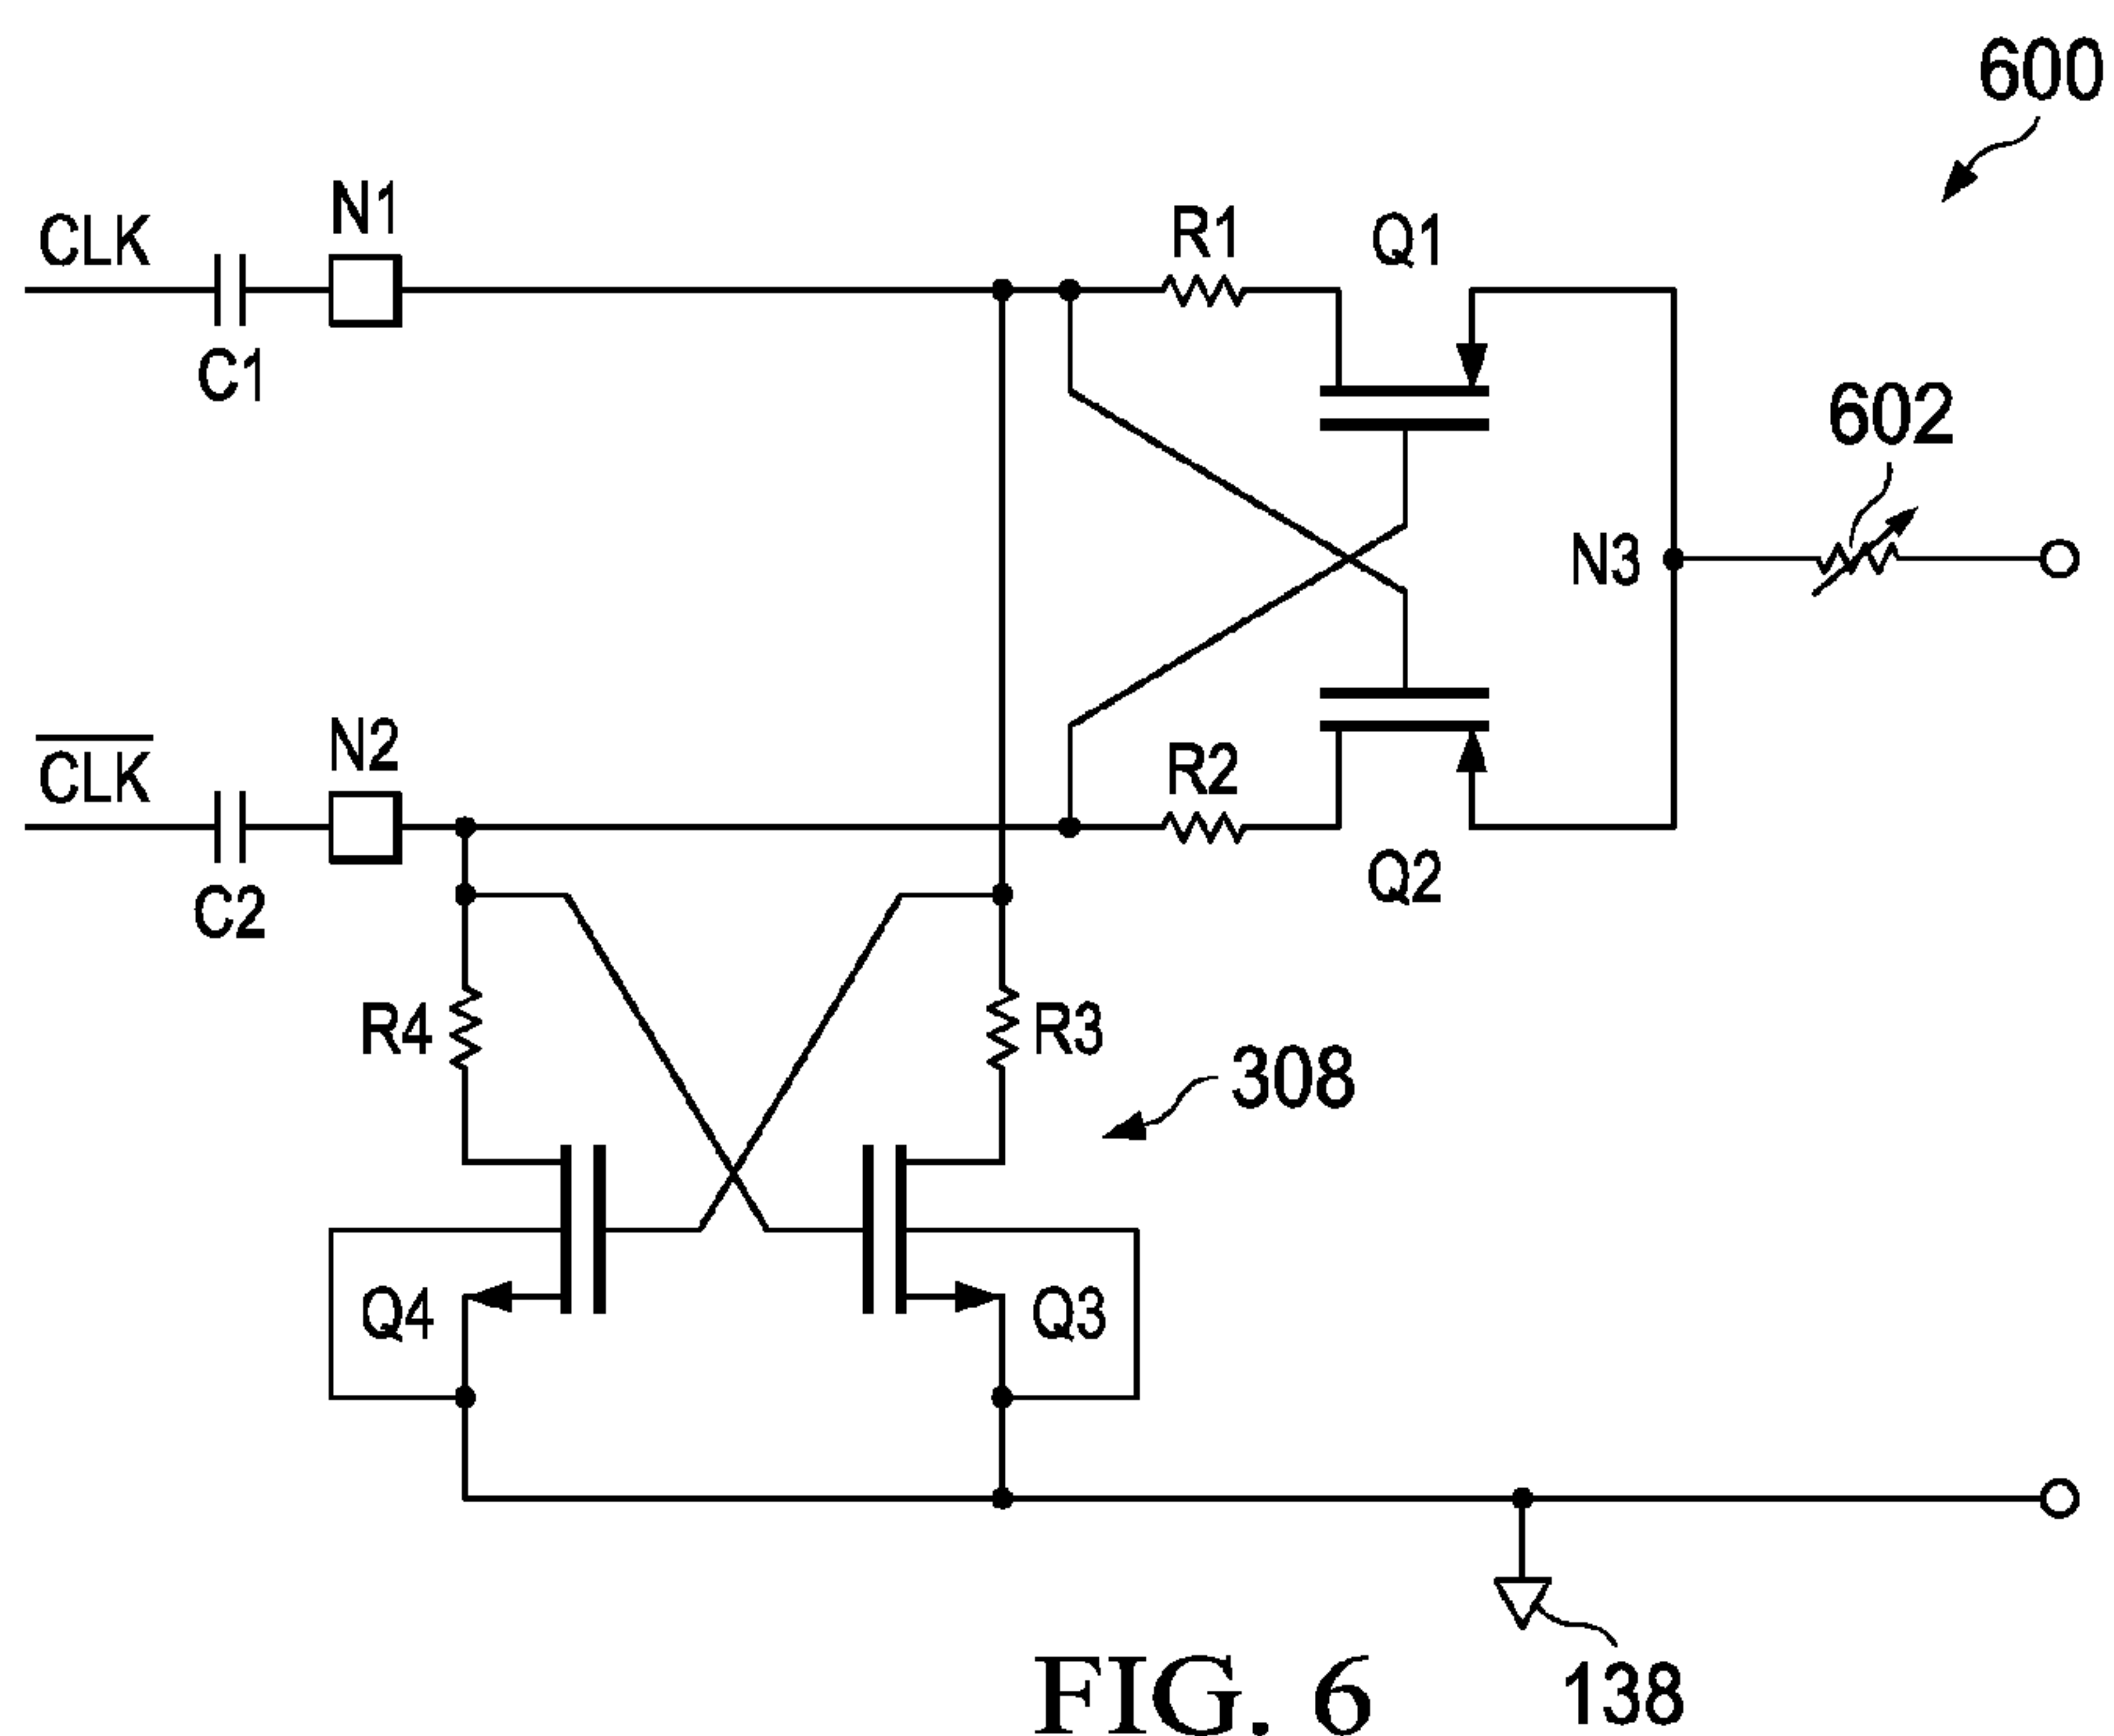 600
CLK
N1
R1
Q1
C1
602
N3
C̅L̅K̅
N2
R2
Q2
C2
R4
R3
308
Q4
Q3
138
FIG. 6